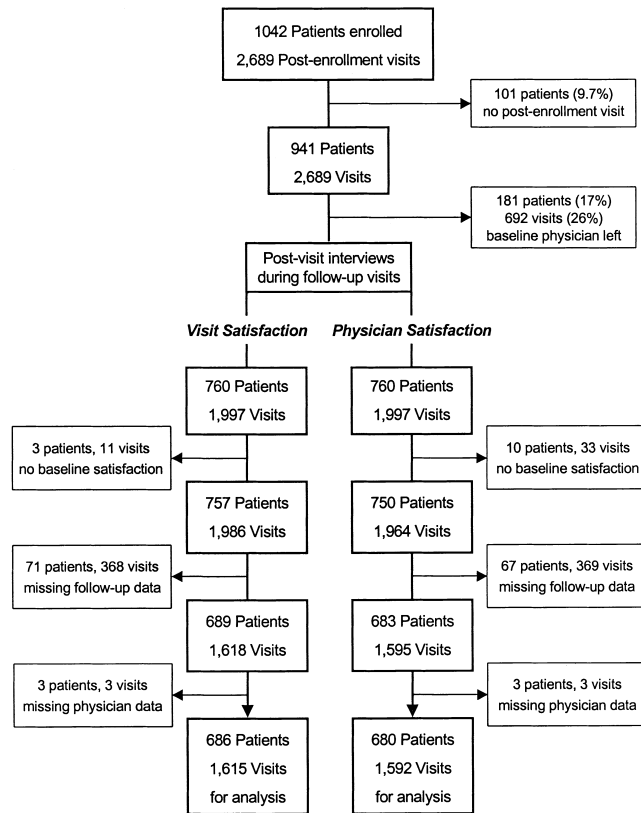 1042 Patients enrolled
2,689 Post-enrollment visits
101 patients (9.7%)
no post-enrollment visit
941 Patients
2,689 Visits
181 patients (17%)
692 visits (26%)
baseline physician left
Post-visit interviews
during follow-up visits
Visit Satisfaction
Physician Satisfaction
760 Patients
1,997 Visits
760 Patients
1,997 Visits
3 patients, 11 visits
no baseline satisfaction
10 patients, 33 visits
no baseline satisfaction
757 Patients
1,986 Visits
750 Patients
1,964 Visits
71 patients, 368 visits
missing follow-up data
67 patients, 369 visits
missing follow-up data
689 Patients
1,618 Visits
683 Patients
1,595 Visits
3 patients, 3 visits
missing physician data
3 patients, 3 visits
missing physician data
686 Patients
1,615 Visits
for analysis
680 Patients
1,592 Visits
for analysis